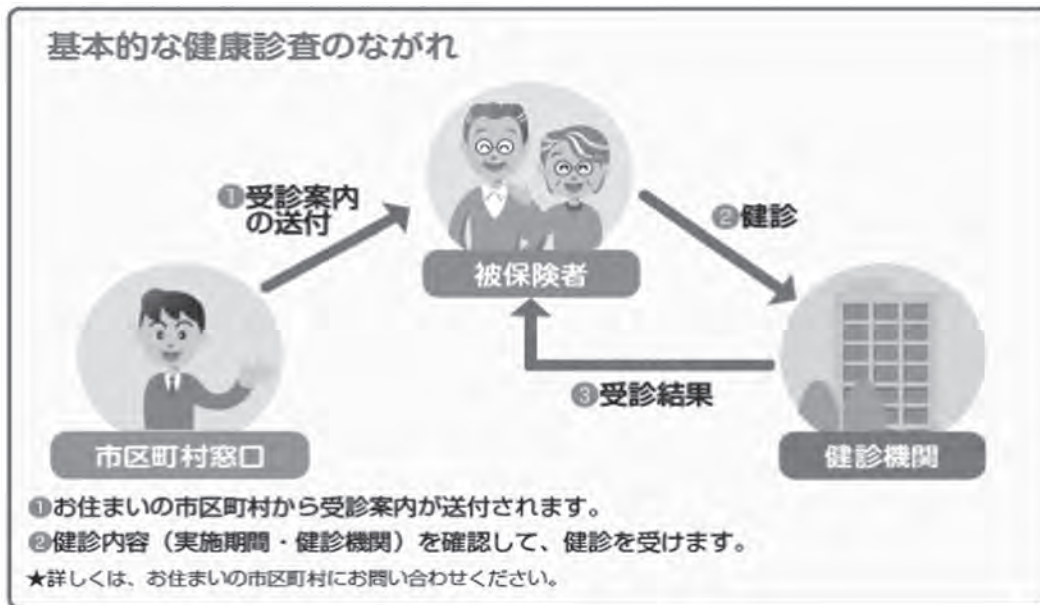 基本的な健康診査のながれ
❶受診案内
の送付
❷健診
被保険者
❸受診結果
市区町村窓口
健診機関
❶お住まいの市区町村から受診案内が送付されます。
❷健診内容（実施期間・健診機関）を確認して、健診を受けます。
★詳しくは、お住まいの市区町村にお問い合わせください。